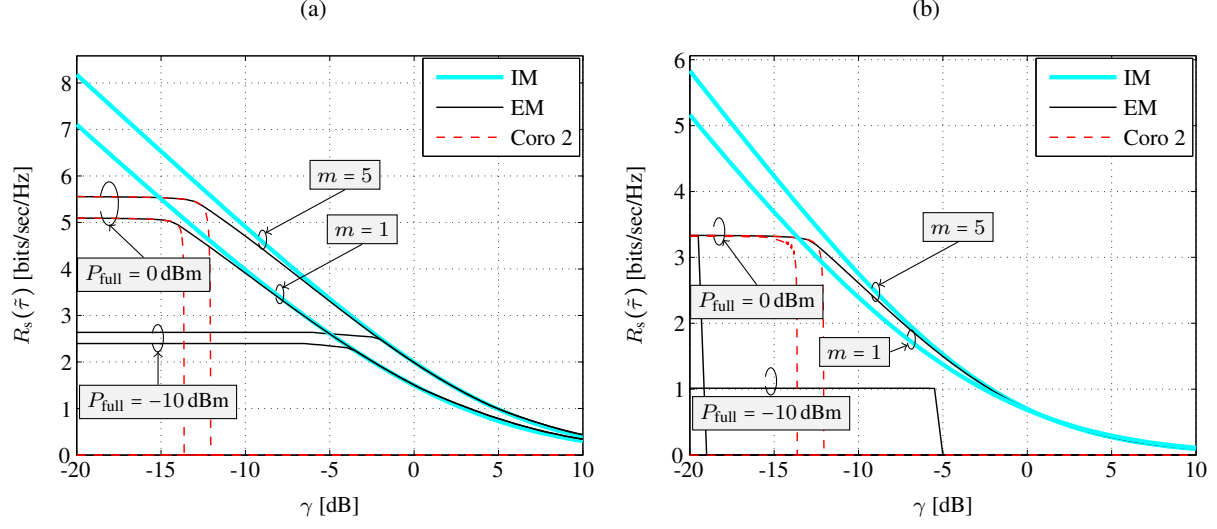 (a)
8
7
6
5
4
3
2
1
0
-20
-15
-10
-5
0
5
10
R_s(τ̃) [bits/sec/Hz]
γ [dB]
IM
EM
Coro 2
m = 5
m = 1
P_full = 0 dBm
P_full = −10 dBm
(b)
6
5
4
3
2
1
0
-20
-15
-10
-5
0
5
10
R_s(τ̃) [bits/sec/Hz]
γ [dB]
IM
EM
Coro 2
m = 5
P_full = 0 dBm
m = 1
P_full = −10 dBm